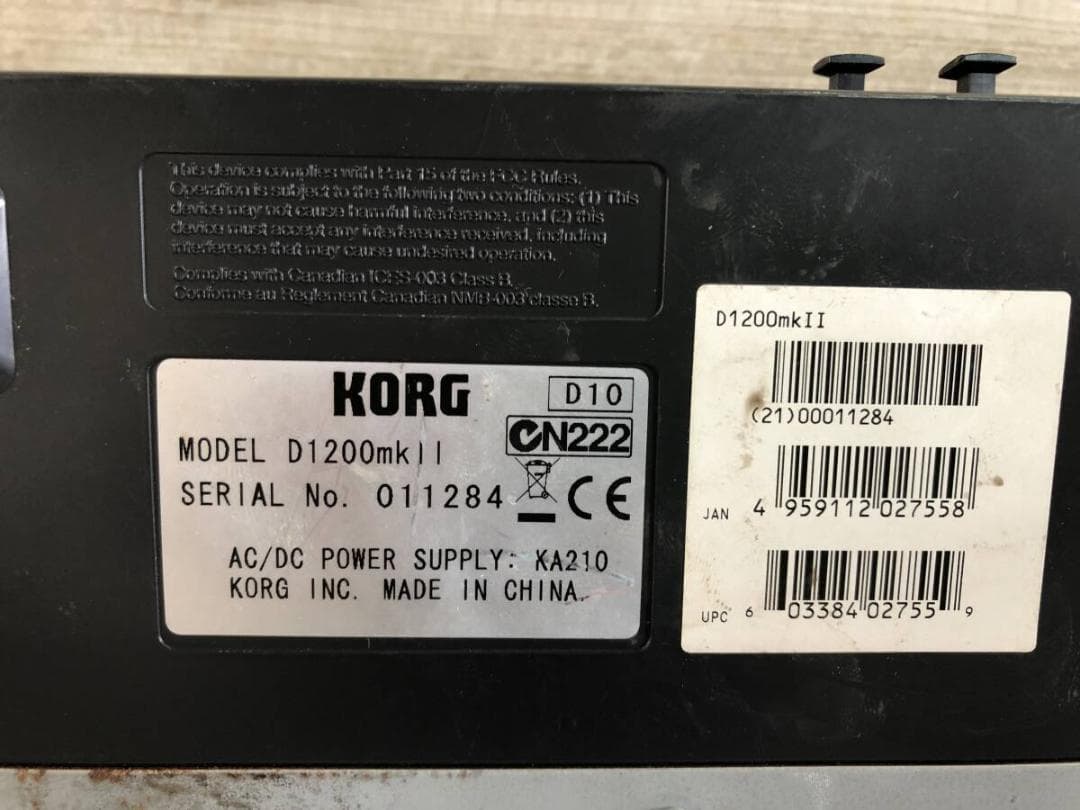 This device complies with Part 15 of the FCC Rules.
Operation is subject to the following two conditions: (1) This
device may not cause harmful interference, and (2) this
device must accept any interference received, including
interference that may cause undesired operation.
Complies with Canadian ICES-003 Class B.
Conforme au Reglement Canadian NMB-003 classe B.
KORG
D10
N222
MODEL D1200mkII
SERIAL No. 011284
CE
AC/DC POWER SUPPLY: KA210
KORG INC. MADE IN CHINA.
D1200mkII
(21)00011284
JAN 4 959112 027558
UPC 6 03384 02755 9